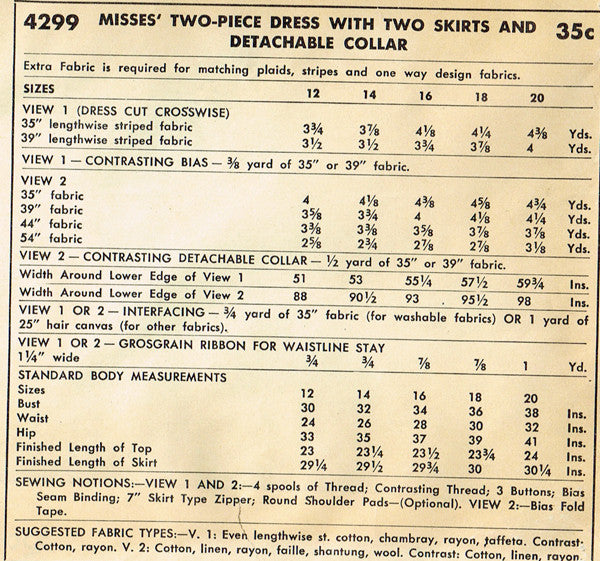 4299 MISSES' TWO-PIECE DRESS WITH TWO SKIRTS AND 35c
DETACHABLE COLLAR
Extra Fabric is required for matching plaids, stripes and one way design fabrics.
SIZES 12 14 16 18 20
VIEW 1 (DRESS CUT CROSSWISE)
35" lengthwise striped fabric 3¾ 3⅞ 4⅛ 4¼ 4⅜ Yds.
39" lengthwise striped fabric 3½ 3½ 3¾ 3⅞ 4 Yds.
VIEW 1 — CONTRASTING BIAS — ⅜ yard of 35" or 39" fabric.
VIEW 2
35" fabric 4 4⅛ 4⅜ 4⅝ 4¾ Yds.
39" fabric 3⅝ 3¾ 4 4⅛ 4¼ Yds.
44" fabric 3⅜ 3⅜ 3⅝ 3⅞ 3⅞ Yds.
54" fabric 2⅝ 2¾ 2⅞ 2⅞ 3⅛ Yds.
VIEW 2 — CONTRASTING DETACHABLE COLLAR — ½ yard of 35" or 39" fabric.
Width Around Lower Edge of View 1 51 53 55¼ 57½ 59¾ Ins.
Width Around Lower Edge of View 2 88 90½ 93 95½ 98 Ins.
VIEW 1 OR 2 — INTERFACING — ¾ yard of 35" fabric (for washable fabrics) OR 1 yard of
25" hair canvas (for other fabrics).
VIEW 1 OR 2 — GROSGRAIN RIBBON FOR WAISTLINE STAY
1¼" wide ¾ ¾ ⅞ ⅞ 1 Yd.
STANDARD BODY MEASUREMENTS
Sizes 12 14 16 18 20
Bust 30 32 34 36 38 Ins.
Waist 24 26 28 30 32 Ins.
Hip 33 35 37 39 41 Ins.
Finished Length of Top 23 23¼ 23½ 23¾ 24 Ins.
Finished Length of Skirt 29¼ 29½ 29¾ 30 30¼ Ins.
SEWING NOTIONS:—VIEW 1 AND 2:—4 spools of Thread; Contrasting Thread; 3 Buttons; Bias
Seam Binding; 7" Skirt Type Zipper; Round Shoulder Pads—(Optional). VIEW 2:—Bias Fold
Tape.
SUGGESTED FABRIC TYPES:—V. 1: Even lengthwise st. cotton, chambray, rayon, taffeta. Contrast:
Cotton, rayon. V. 2: Cotton, linen, rayon, faille, shantung, wool. Contrast: Cotton, linen, rayon